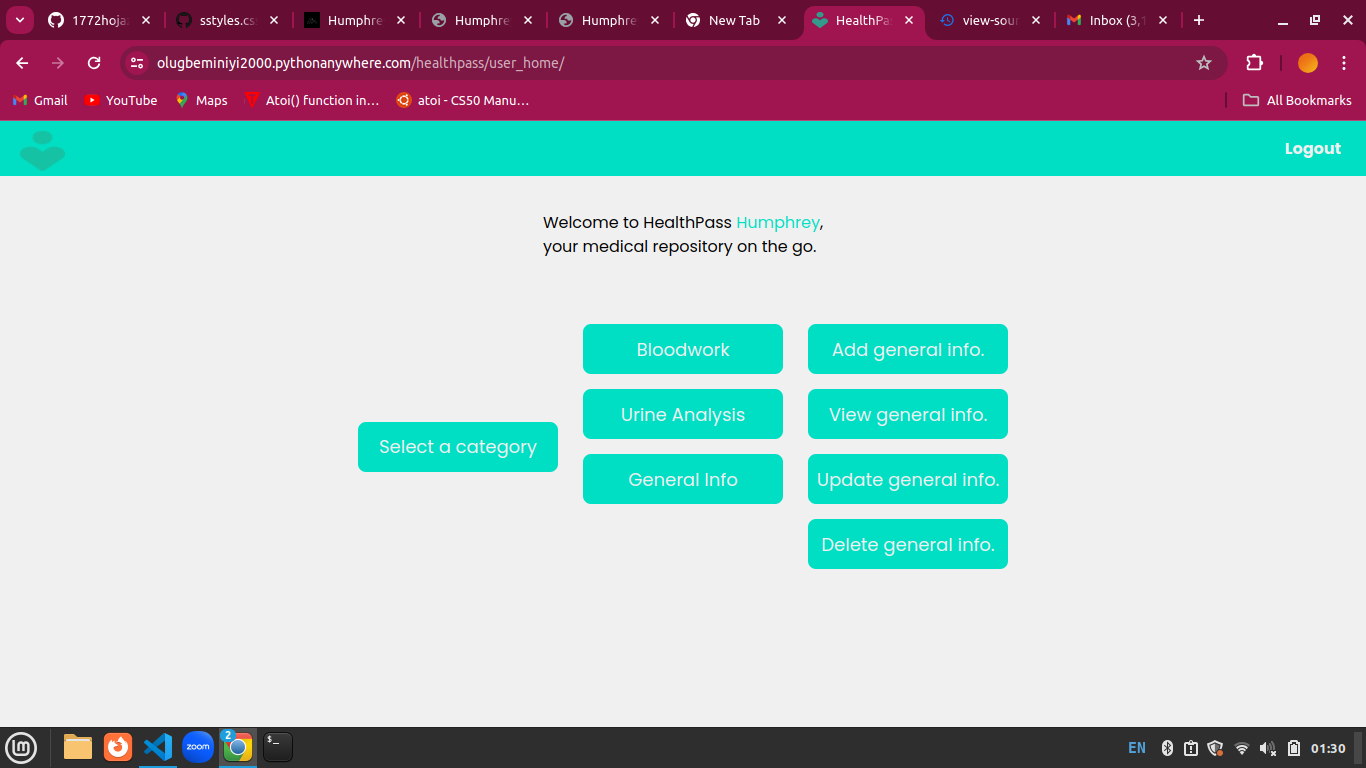 1772hoja
sstyles.cs
Humphre
Humphre
Humphre
New Tab
HealthPa
view-sour
Inbox (3,1
olugbeminiyi2000.pythonanywhere.com/healthpass/user_home/
Gmail
YouTube
Maps
Atoi() function in...
atoi - CS50 Manu...
All Bookmarks
Logout
Welcome to HealthPass Humphrey,
your medical repository on the go.
Select a category
Bloodwork
Urine Analysis
General Info
Add general info.
View general info.
Update general info.
Delete general info.
zoom
2
$_
EN
01:30